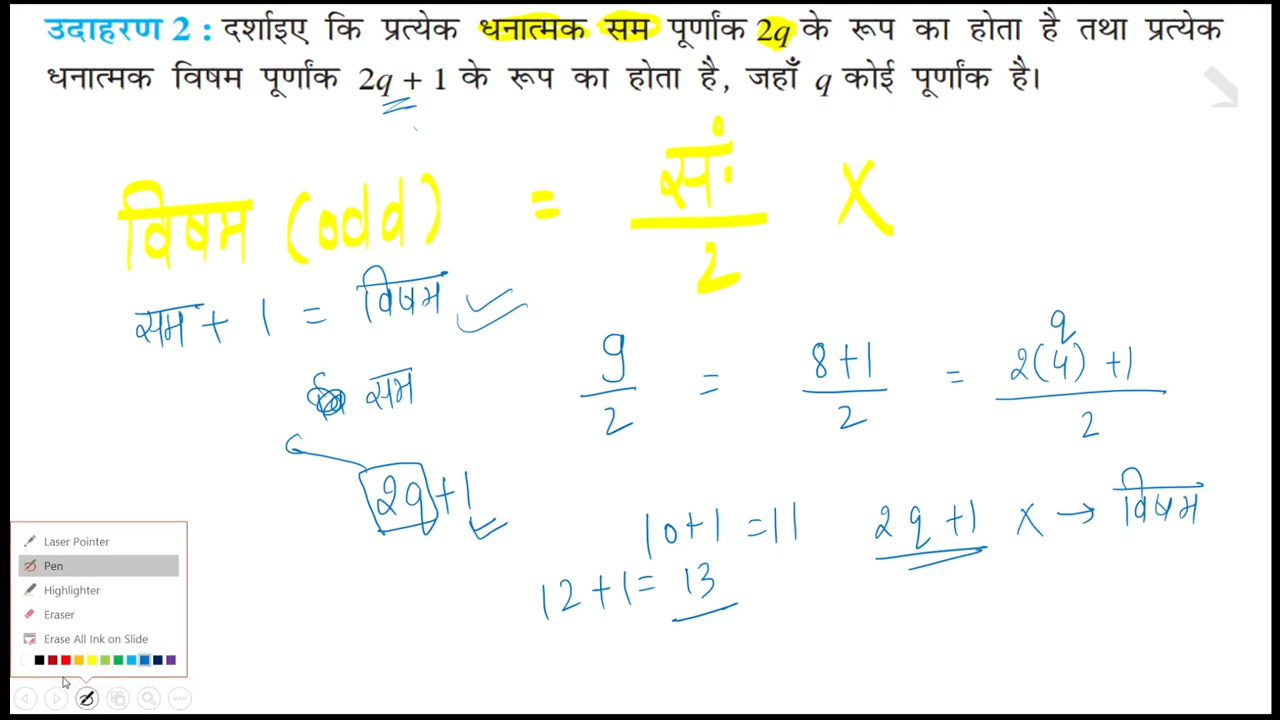 उदाहरण 2 : दर्शाइए कि प्रत्येक धनात्मक सम पूर्णांक 2q के रूप का होता है तथा प्रत्येक
धनात्मक विषम पूर्णांक 2q + 1 के रूप का होता है, जहाँ q कोई पूर्णांक है।
विषम (odd) = सं. / 2 X
सम + 1 = विषम ✓
सम
9/2 = 8+1/2 = 2(4)+1/2
q
2q+1 ✓
10+1 = 11
2q+1 x → विषम
12+1 = 13
Laser Pointer
Pen
Highlighter
Eraser
Erase All Ink on Slide